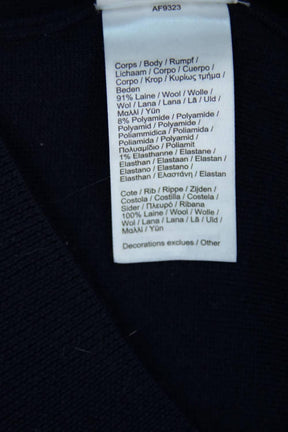 AF9323
Corps / Body / Rumpf /
Lichaam / Corpo / Cuerpo /
Corpo / Krop / Κυρίως τμήμα /
Beden
91% Laine / Wool / Wolle /
Wol / Lana / Lana / Lã / Uld /
Μαλλί / Yün
8% Polyamide / Polyamide /
Polyamid / Polyamide /
Poliammidica / Poliamida /
Poliamida / Polyamid /
Πολυαμίδιο / Poliamit
1% Elasthanne / Elastane /
Elasthan / Elastaan / Elastan /
Elastano / Elastano /
Elasthan / Ελαστάνη / Elastan
Cote / Rib / Rippe / Zijden /
Costola / Costilla / Costela /
Sider / Πλευρό / Ribana
100% Laine / Wool / Wolle /
Wol / Lana / Lana / Lã / Uld /
Μαλλί / Yün
Decorations exclues / Other